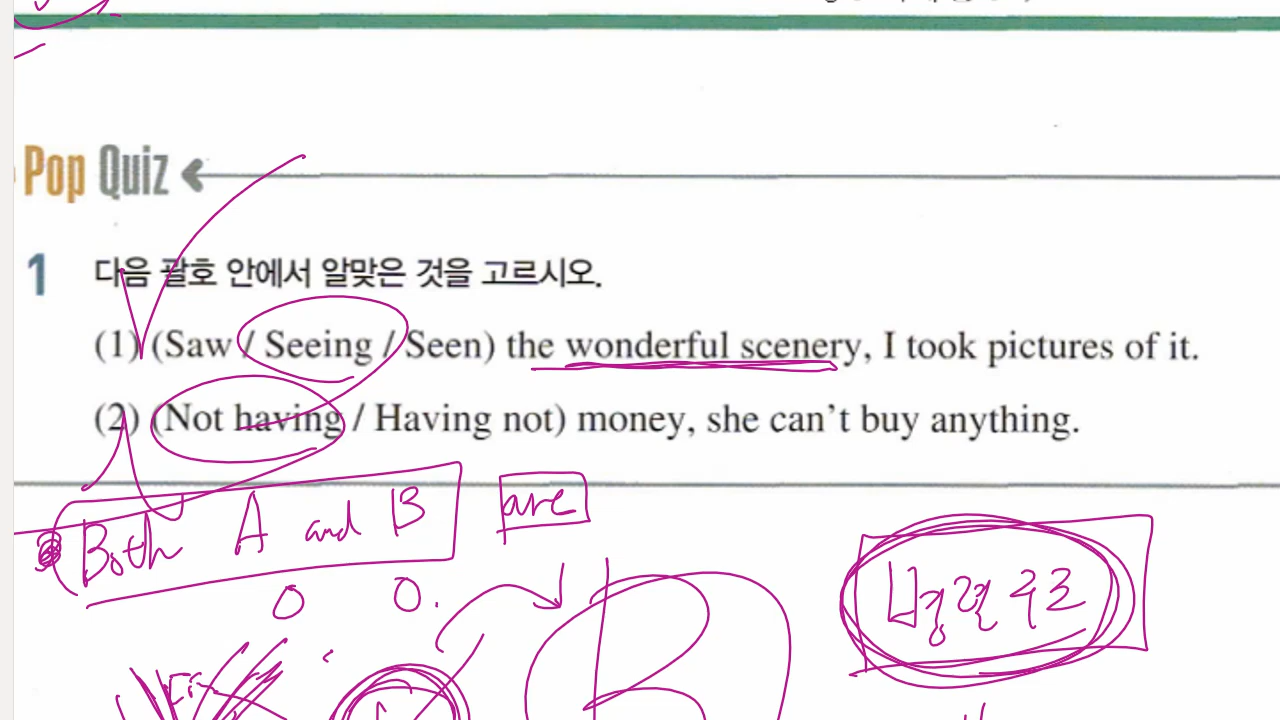 Pop Quiz
1 다음 괄호 안에서 알맞은 것을 고르시오.
(1) (Saw / Seeing / Seen) the wonderful scenery, I took pictures of it.
(2) (Not having / Having not) money, she can't buy anything.
Both A and B are
병렬구조
B